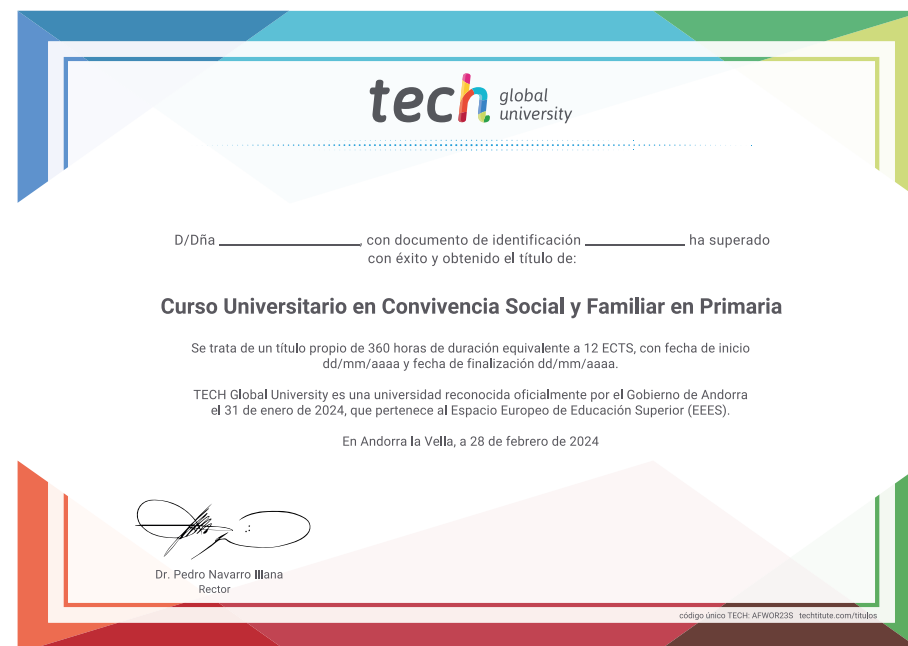 tech global
university
D/Dña ____________________, con documento de identificación ______________ ha superado
con éxito y obtenido el título de:
Curso Universitario en Convivencia Social y Familiar en Primaria
Se trata de un título propio de 360 horas de duración equivalente a 12 ECTS, con fecha de inicio
dd/mm/aaaa y fecha de finalización dd/mm/aaaa.
TECH Global University es una universidad reconocida oficialmente por el Gobierno de Andorra
el 31 de enero de 2024, que pertenece al Espacio Europeo de Educación Superior (EEES).
En Andorra la Vella, a 28 de febrero de 2024
Dr. Pedro Navarro Illana
Rector
código único TECH: AFWOR23S techtitute.com/titulos